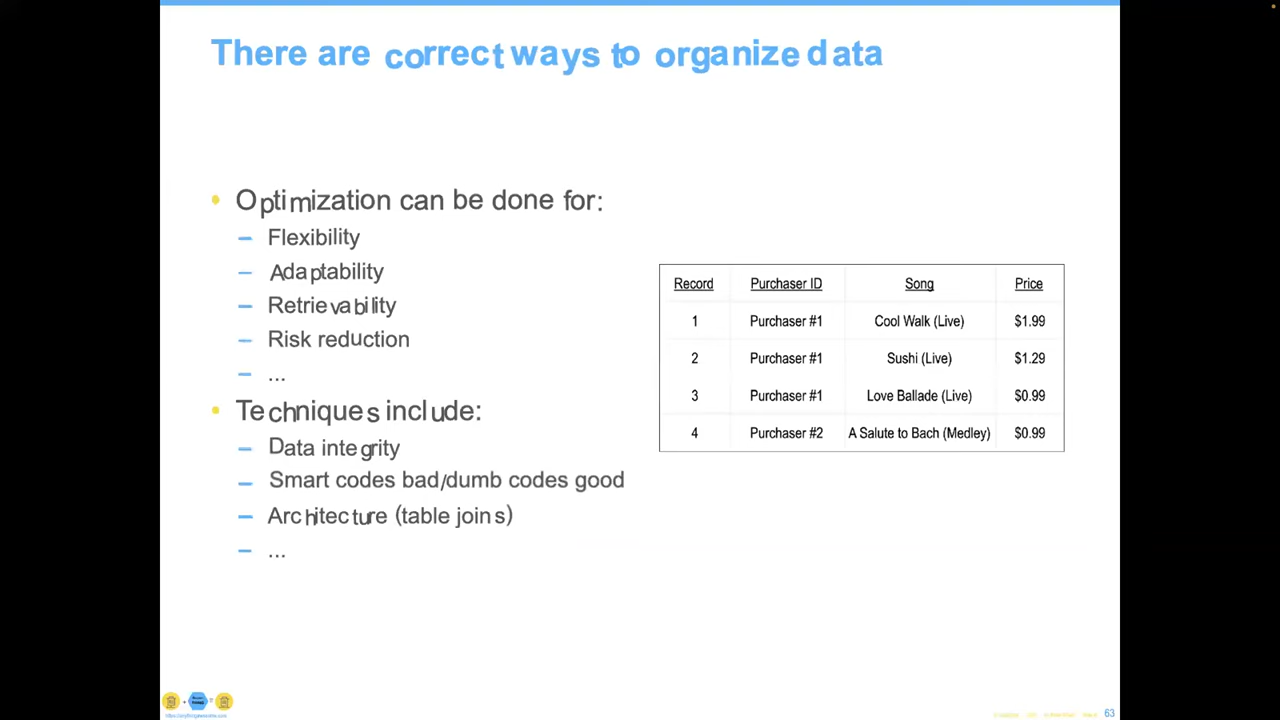 There are correct ways to organize data
• Optimization can be done for:
– Flexibility
– Adaptability
– Retrievability
– Risk reduction
– ...
• Techniques include:
– Data integrity
– Smart codes bad/dumb codes good
– Architecture (table joins)
– ...
Record Purchaser ID Song Price
1 Purchaser #1 Cool Walk (Live) $1.99
2 Purchaser #1 Sushi (Live) $1.29
3 Purchaser #1 Love Ballade (Live) $0.99
4 Purchaser #2 A Salute to Bach (Medley) $0.99
63